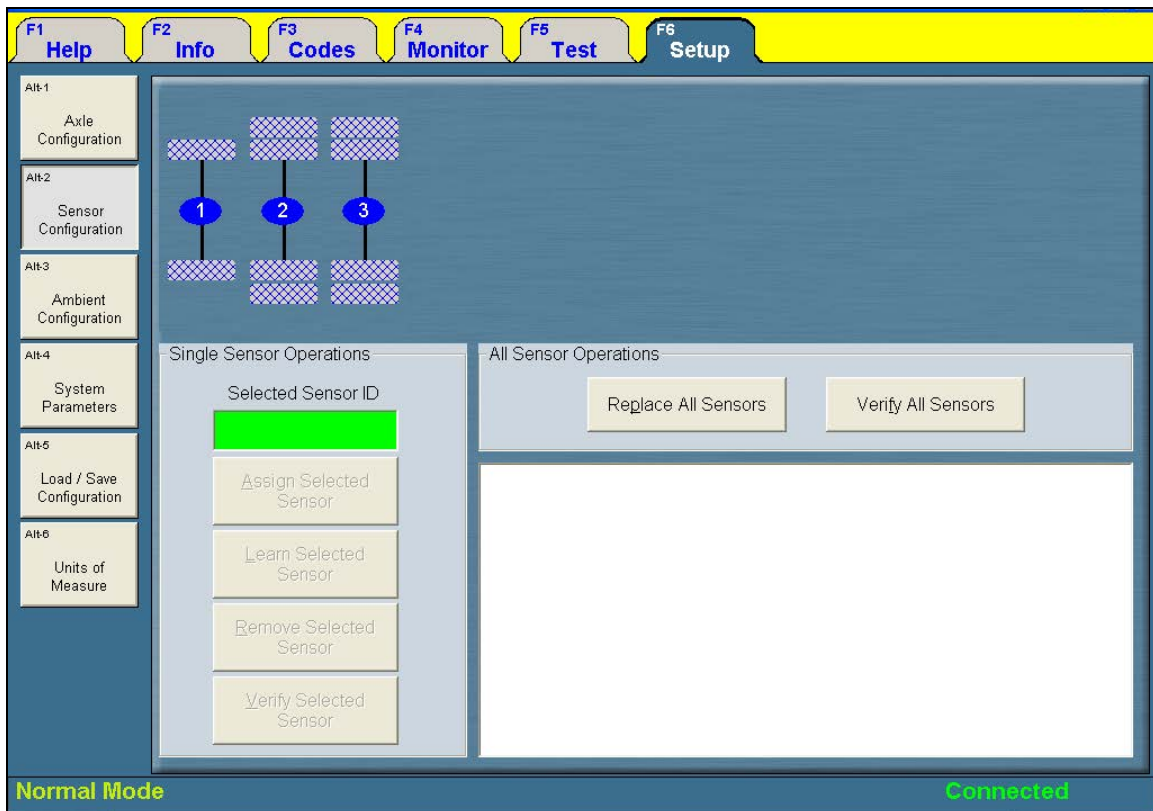 F1
Help
F2
Info
F3
Codes
F4
Monitor
F5
Test
F6
Setup
Alt-1
Axle
Configuration
Alt-2
Sensor
Configuration
Alt-3
Ambient
Configuration
Alt-4
System
Parameters
Alt-5
Load / Save
Configuration
Alt-6
Units of
Measure
1
2
3
Single Sensor Operations
Selected Sensor ID
Assign Selected
Sensor
Learn Selected
Sensor
Remove Selected
Sensor
Verify Selected
Sensor
All Sensor Operations
Replace All Sensors
Verify All Sensors
Normal Mode
Connected